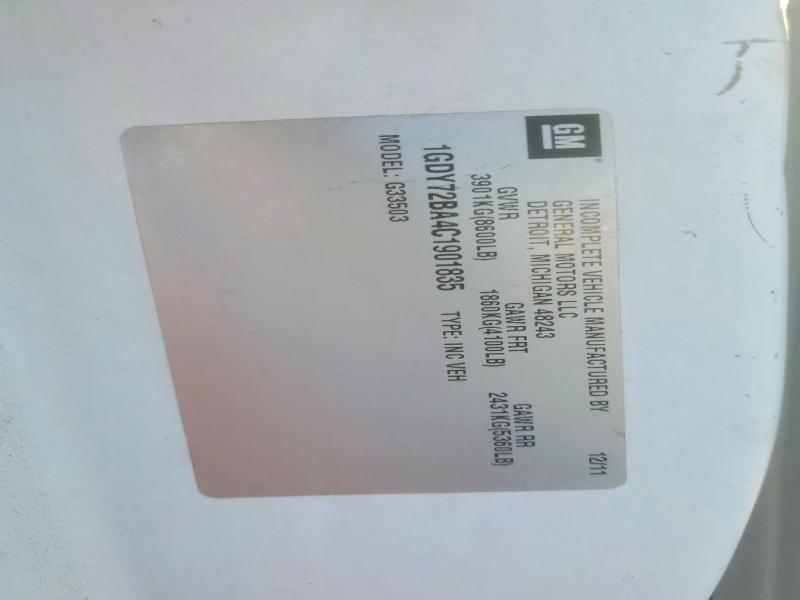 GM
INCOMPLETE VEHICLE MANUFACTURED BY 12/11
GENERAL MOTORS LLC
DETROIT, MICHIGAN 48243
GVWR GAWR FRT GAWR RR
3901KG(8600LB) 1860KG(4100LB) 2431KG(5360LB)
1GDY72BA4C1901835 TYPE: INC VEH
MODEL: G33503